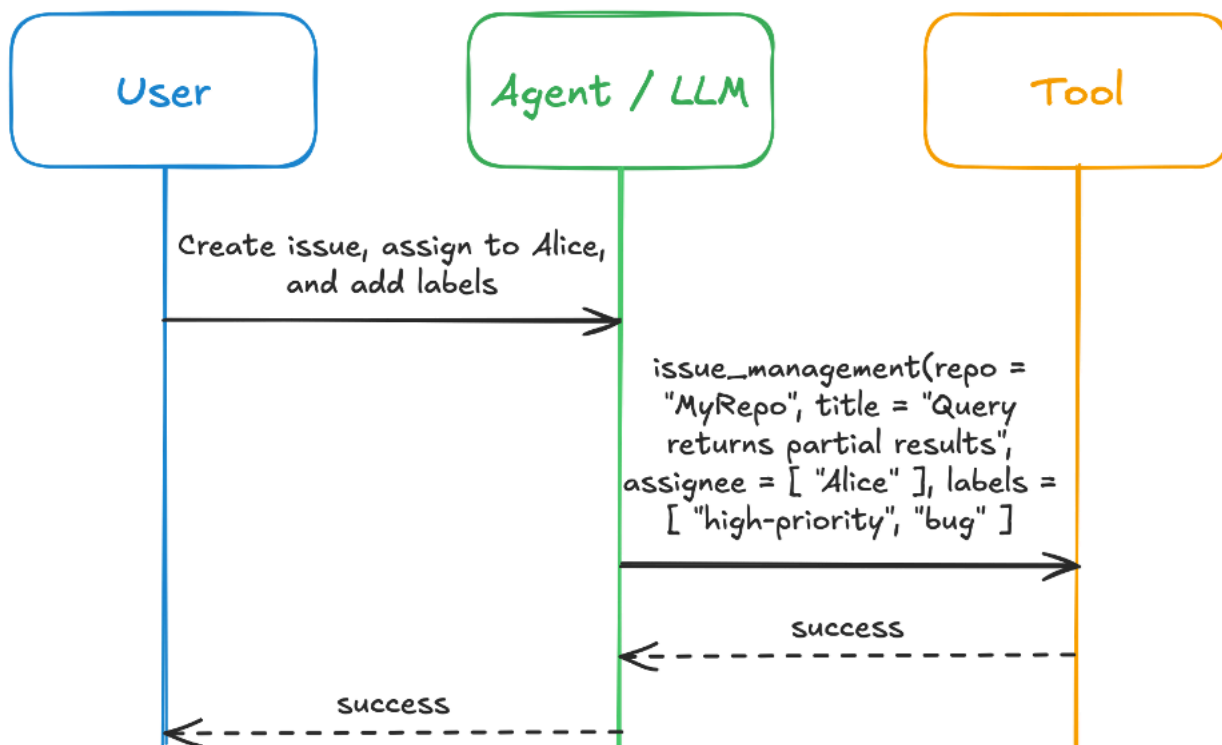 User
Agent / LLM
Tool
Create issue, assign to Alice,
and add labels
issue_management(repo =
"MyRepo", title = "Query
returns partial results",
assignee = [ "Alice" ], labels =
[ "high-priority", "bug" ]
success
success